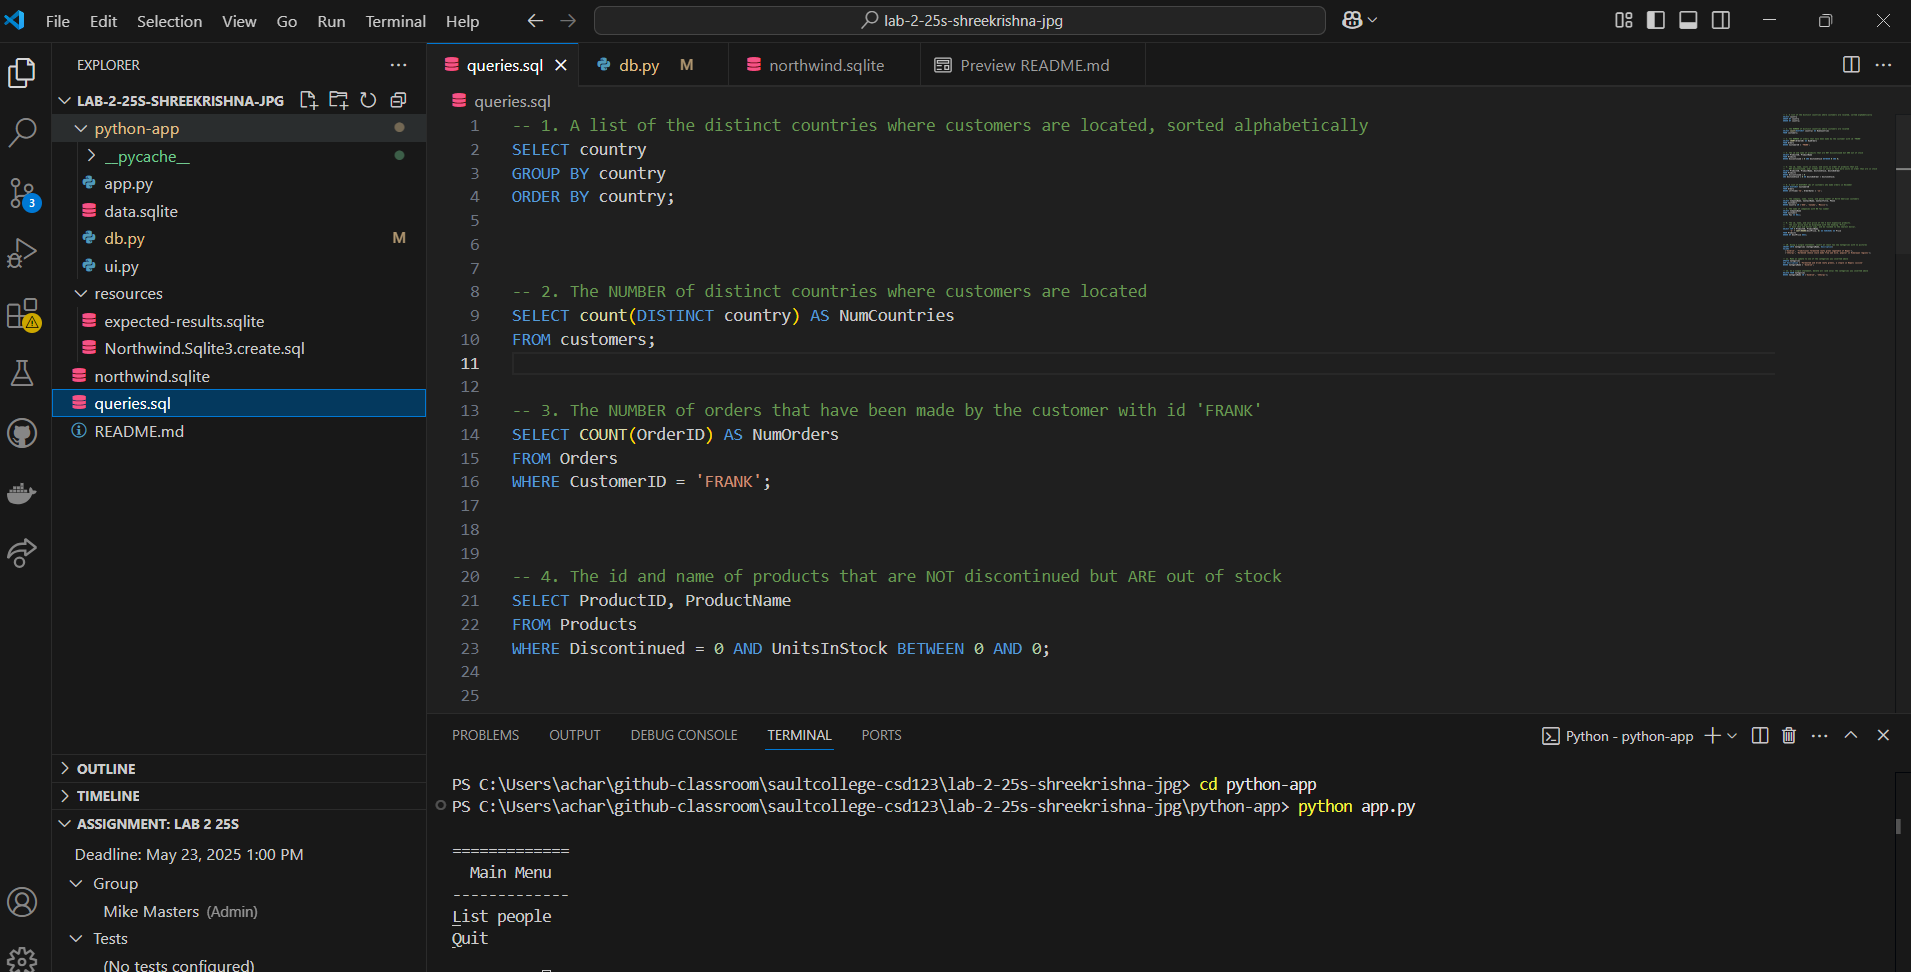 File Edit Selection View Go Run Terminal Help
lab-2-25s-shreekrishna-jpg
EXPLORER
LAB-2-25S-SHREEKRISHNA-JPG
python-app
__pycache__
app.py
data.sqlite
db.py M
ui.py
resources
expected-results.sqlite
Northwind.Sqlite3.create.sql
northwind.sqlite
queries.sql
README.md
3
OUTLINE
TIMELINE
ASSIGNMENT: LAB 2 25S
Deadline: May 23, 2025 1:00 PM
Group
Mike Masters (Admin)
Tests
(No tests configured)
queries.sql db.py M northwind.sqlite Preview README.md
queries.sql
1 -- 1. A list of the distinct countries where customers are located, sorted alphabetically
2 SELECT country
3 GROUP BY country
4 ORDER BY country;
5
6
7
8 -- 2. The NUMBER of distinct countries where customers are located
9 SELECT count(DISTINCT country) AS NumCountries
10 FROM customers;
11
12
13 -- 3. The NUMBER of orders that have been made by the customer with id 'FRANK'
14 SELECT COUNT(OrderID) AS NumOrders
15 FROM Orders
16 WHERE CustomerID = 'FRANK';
17
18
19
20 -- 4. The id and name of products that are NOT discontinued but ARE out of stock
21 SELECT ProductID, ProductName
22 FROM Products
23 WHERE Discontinued = 0 AND UnitsInStock BETWEEN 0 AND 0;
24
25
PROBLEMS OUTPUT DEBUG CONSOLE TERMINAL PORTS
Python - python-app
PS C:\Users\achar\github-classroom\saultcollege-csd123\lab-2-25s-shreekrishna-jpg> cd python-app
PS C:\Users\achar\github-classroom\saultcollege-csd123\lab-2-25s-shreekrishna-jpg\python-app> python app.py
=============
Main Menu
-------------
List people
Quit